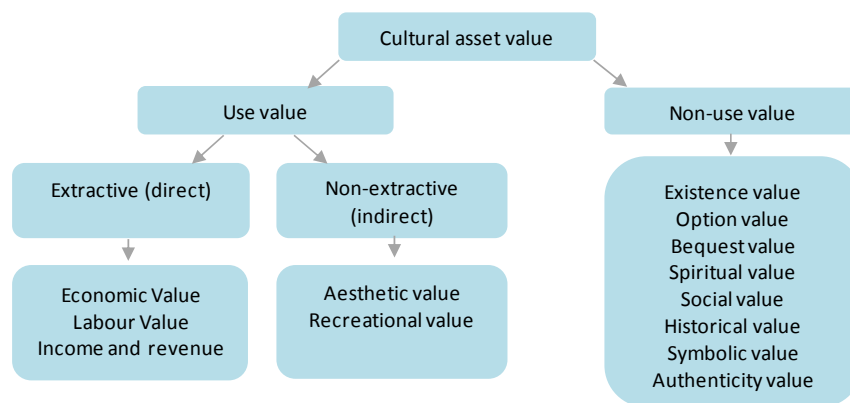 Cultural asset value
Use value
Non-use value
Extractive (direct)
Non-extractive
(indirect)
Economic Value
Labour Value
Income and revenue
Aesthetic value
Recreational value
Existence value
Option value
Bequest value
Spiritual value
Social value
Historical value
Symbolic value
Authenticity value